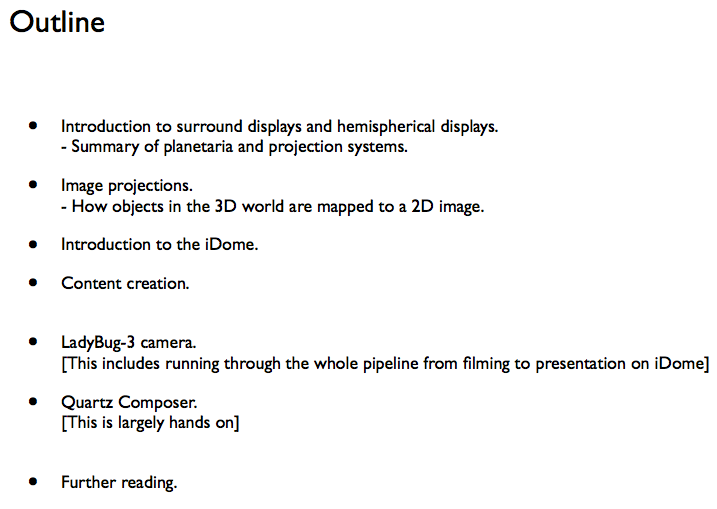 Outline
• Introduction to surround displays and hemispherical displays.
- Summary of planetaria and projection systems.
• Image projections.
- How objects in the 3D world are mapped to a 2D image.
• Introduction to the iDome.
• Content creation.
• LadyBug-3 camera.
[This includes running through the whole pipeline from filming to presentation on iDome]
• Quartz Composer.
[This is largely hands on]
• Further reading.